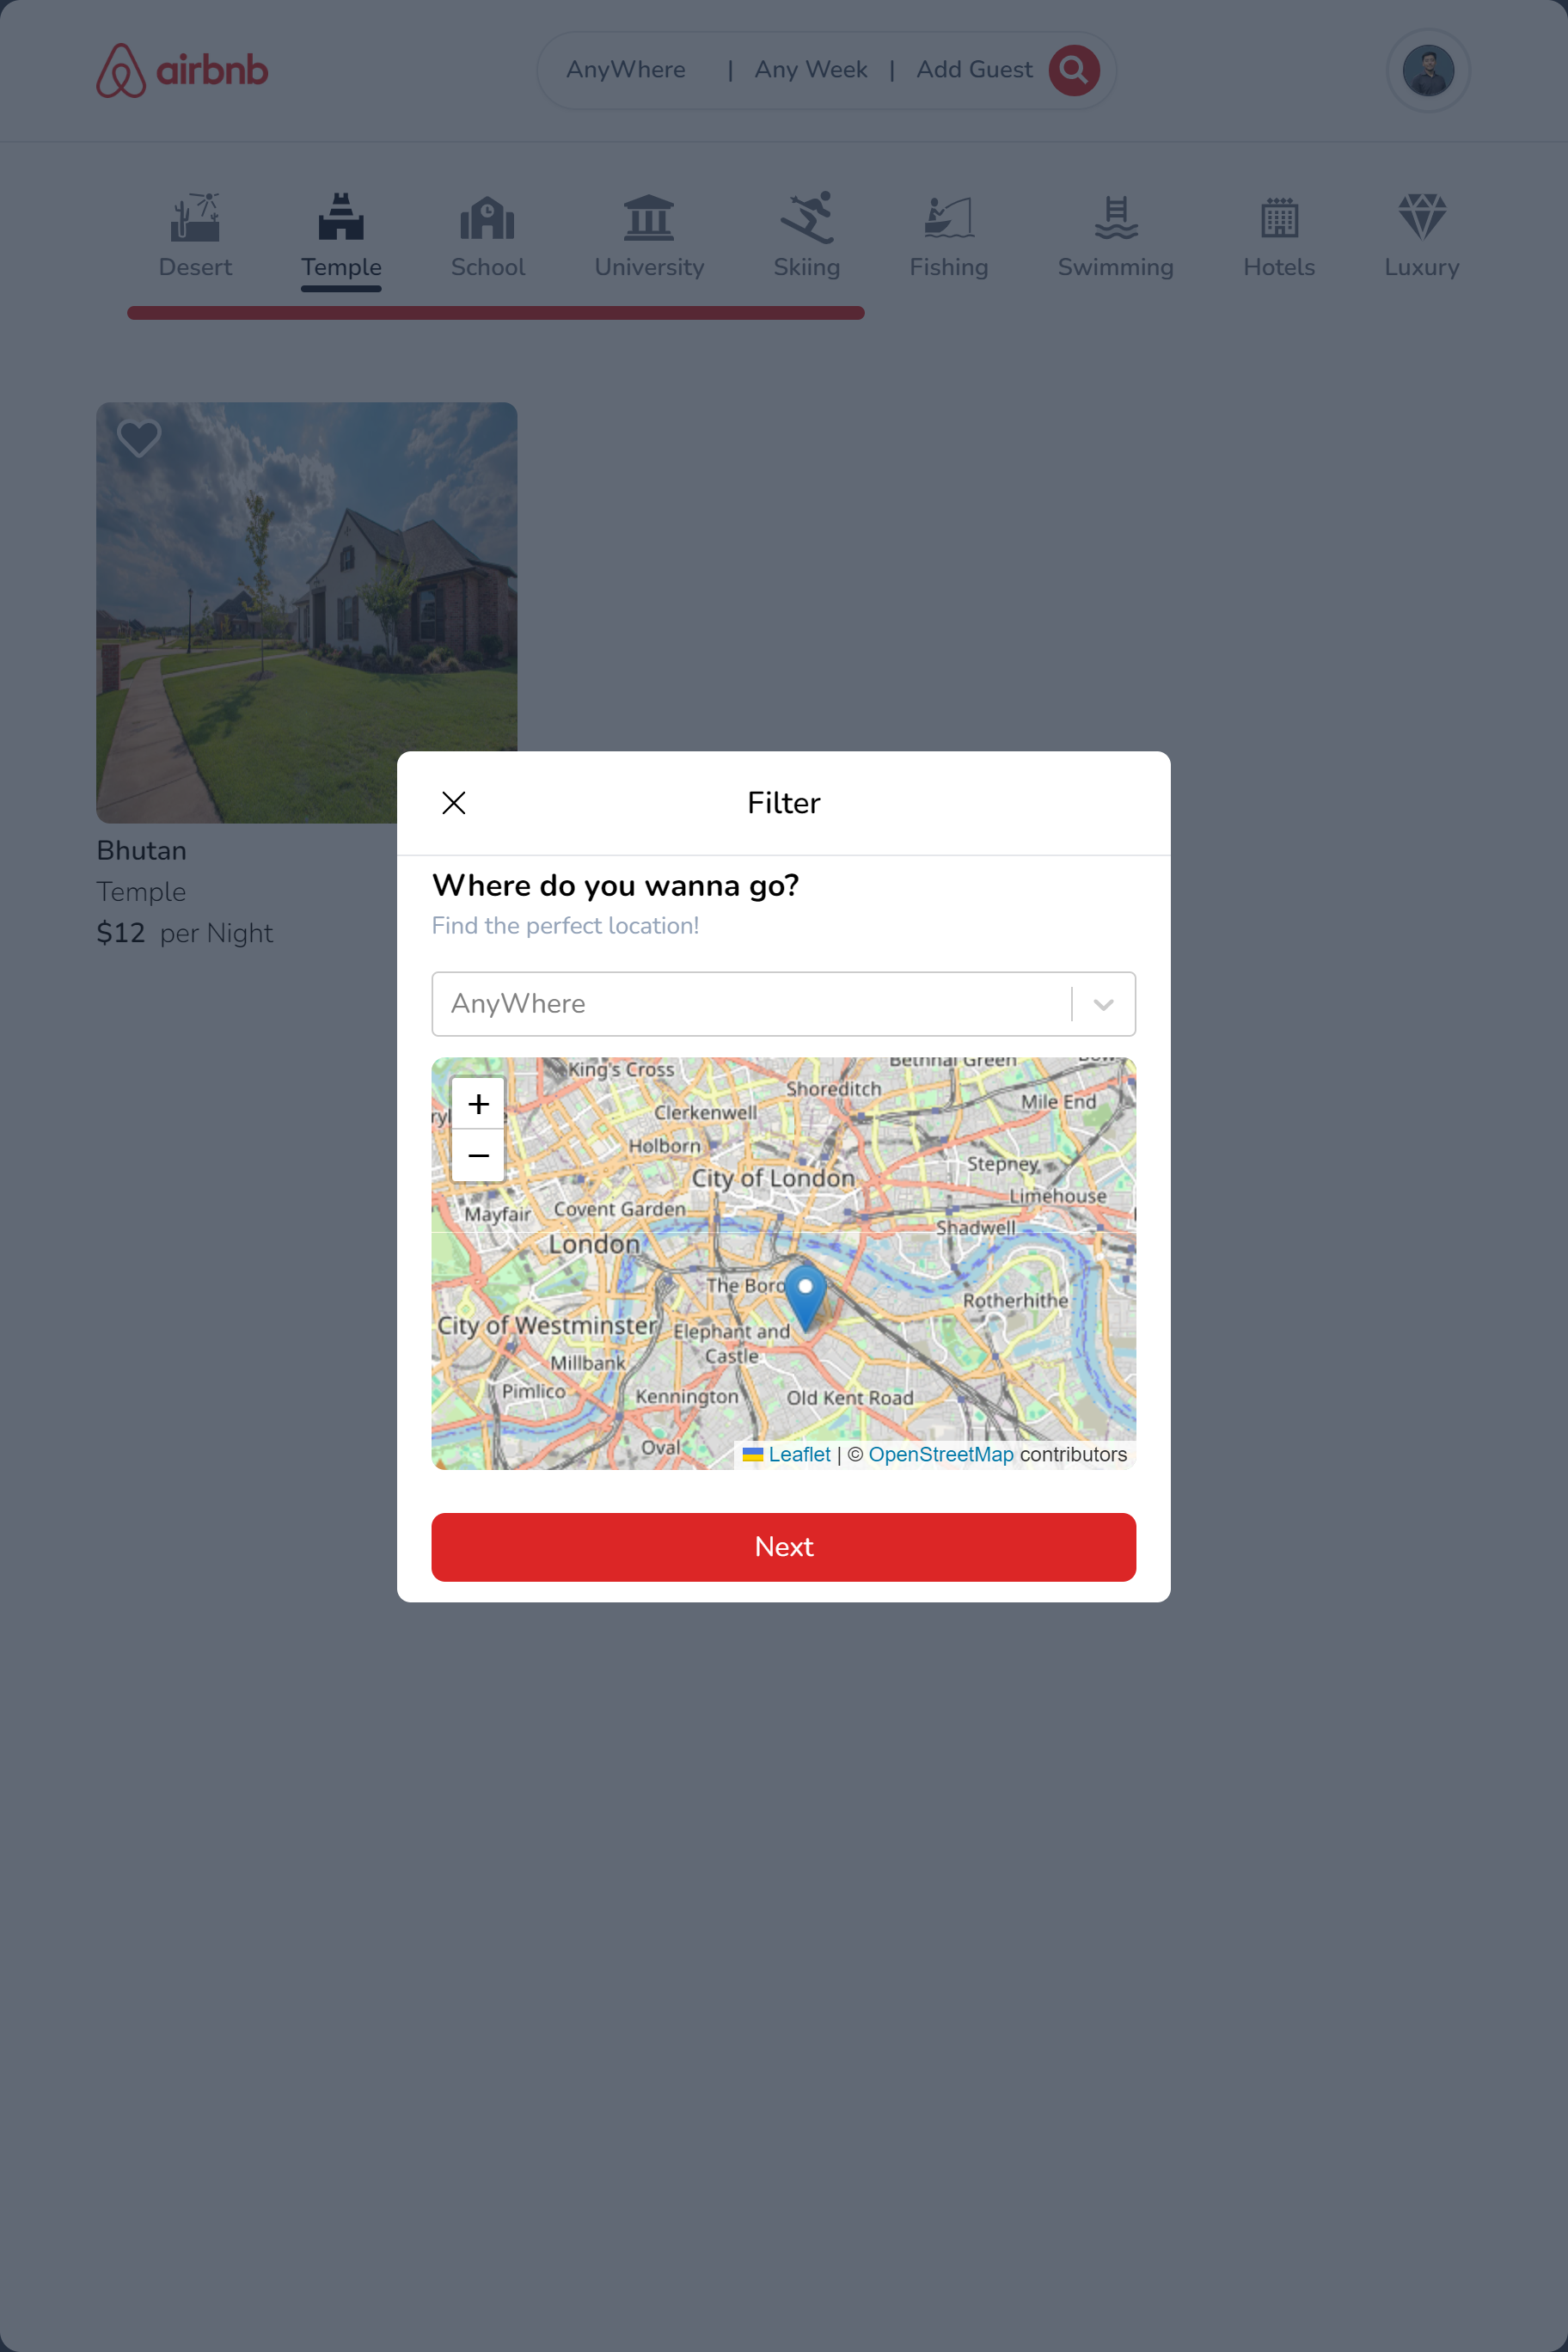 airbnb
AnyWhere | Any Week | Add Guest
Desert Temple School University Skiing Fishing Swimming Hotels Luxury
Bhutan
Temple
$12 per Night
Filter
Where do you wanna go?
Find the perfect location!
AnyWhere
+
−
King's Cross
Bethnal Green
Shoreditch
Mile End
Clerkenwell
Holborn
Stepney
City of London
Limehouse
Mayfair
Covent Garden
Shadwell
London
The Boro
Rotherhithe
City of Westminster
Elephant and
Castle
Millbank
Pimlico
Kennington
Old Kent Road
Oval
Leaflet | © OpenStreetMap contributors
Next